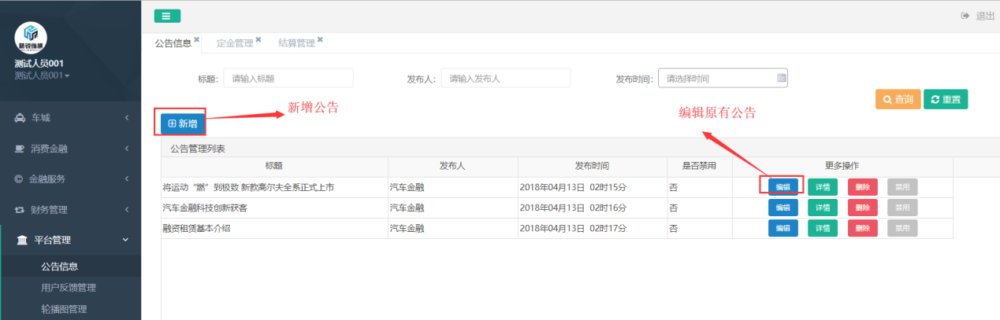 退出
新锐纵横
测试人员001
测试人员001
公告信息 定金管理 结算管理
标题: 请输入标题 发布人: 请输入发布人 发布时间: 请选择时间
查询 重置
新增公告
编辑原有公告
新增
公告管理列表
标题 发布人 发布时间 是否禁用 更多操作
将运动“燃”到极致 新款高尔夫全系正式上市 汽车金融 2018年04月13日 02时15分 否 编辑 详情 删除 禁用
汽车金融科技创新获客 汽车金融 2018年04月13日 02时16分 否 编辑 详情 删除 禁用
融资租赁基本介绍 汽车金融 2018年04月13日 02时17分 否 编辑 详情 删除 禁用
车城
消费金融
金融服务
财务管理
平台管理
公告信息
用户反馈管理
轮播图管理